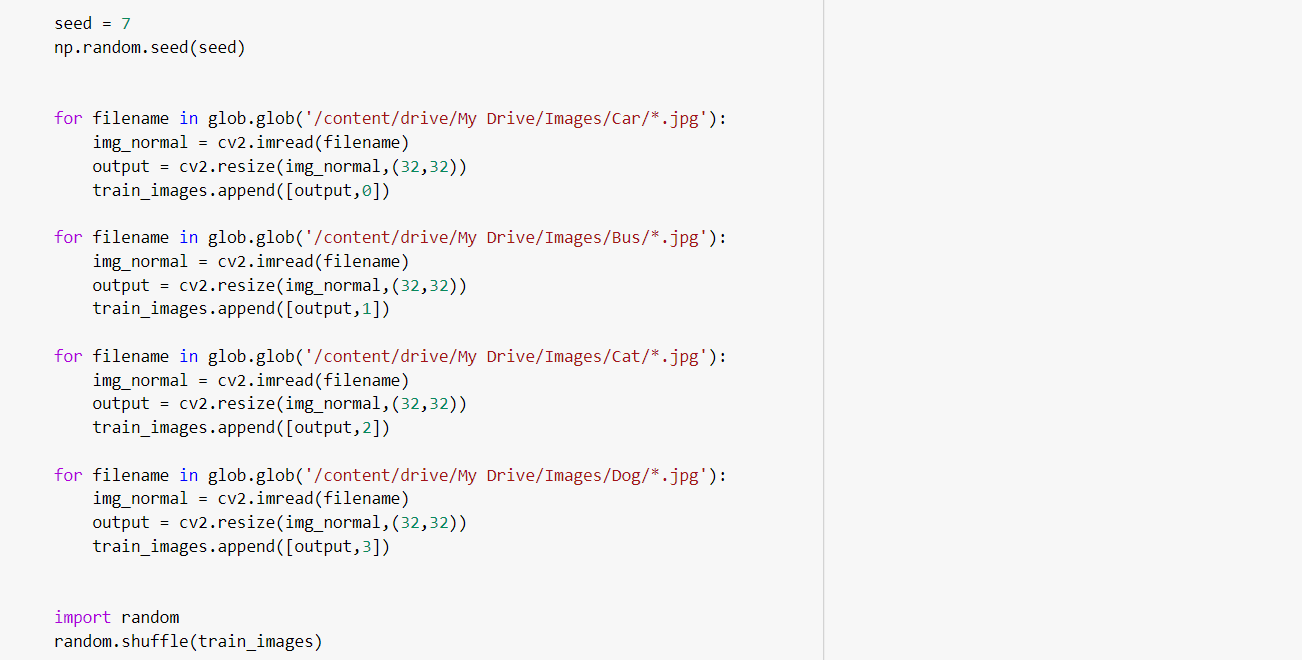 seed = 7
np.random.seed(seed)
for filename in glob.glob('/content/drive/My Drive/Images/Car/*.jpg'):
    img_normal = cv2.imread(filename)
    output = cv2.resize(img_normal,(32,32))
    train_images.append([output,0])
for filename in glob.glob('/content/drive/My Drive/Images/Bus/*.jpg'):
    img_normal = cv2.imread(filename)
    output = cv2.resize(img_normal,(32,32))
    train_images.append([output,1])
for filename in glob.glob('/content/drive/My Drive/Images/Cat/*.jpg'):
    img_normal = cv2.imread(filename)
    output = cv2.resize(img_normal,(32,32))
    train_images.append([output,2])
for filename in glob.glob('/content/drive/My Drive/Images/Dog/*.jpg'):
    img_normal = cv2.imread(filename)
    output = cv2.resize(img_normal,(32,32))
    train_images.append([output,3])
import random
random.shuffle(train_images)